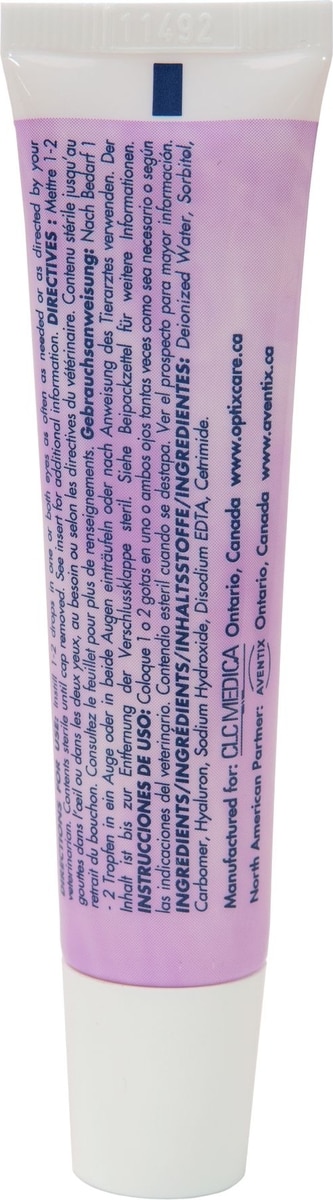 11492
DIRECTIONS FOR USE: Instill 1-2 drops in one or both eyes as often as needed or as directed by your
veterinarian. Contents sterile until cap removed. See insert for additional information. DIRECTIVES : Mettre 1-2
gouttes dans l'œil ou dans les deux yeux, au besoin ou selon les directives du vétérinaire. Contenu stérile jusqu'au
retrait du bouchon. Consultez le feuillet pour plus de renseignements. Gebrauchsanweisung: Nach Bedarf 1
- 2 Tropfen in ein Auge oder in beide Augen einträufeln oder nach Anweisung des Tierarztes verwenden. Der
Inhalt ist bis zur Entfernung der Verschlussklappe steril. Siehe Beipackzettel für weitere Informationen.
INSTRUCCIONES DE USO: Coloque 1 o 2 gotas en uno o ambos ojos tantas veces como sea necesario o según
las indicaciones del veterinario. Contendio esteril cuando se destapa. Ver el prospecto para mayor información.
INGREDIENTS/INGRÉDIENTS/INHALTSSTOFFE/INGREDIENTES: Deionized Water, Sorbitol,
Carbomer, Hyaluron, Sodium Hydroxide, Disodium EDTA, Cetrimide.
Manufactured for: CLC MEDICA Ontario, Canada www.optixcare.ca
North American Partner: AVENTIX Ontario, Canada www.aventix.ca